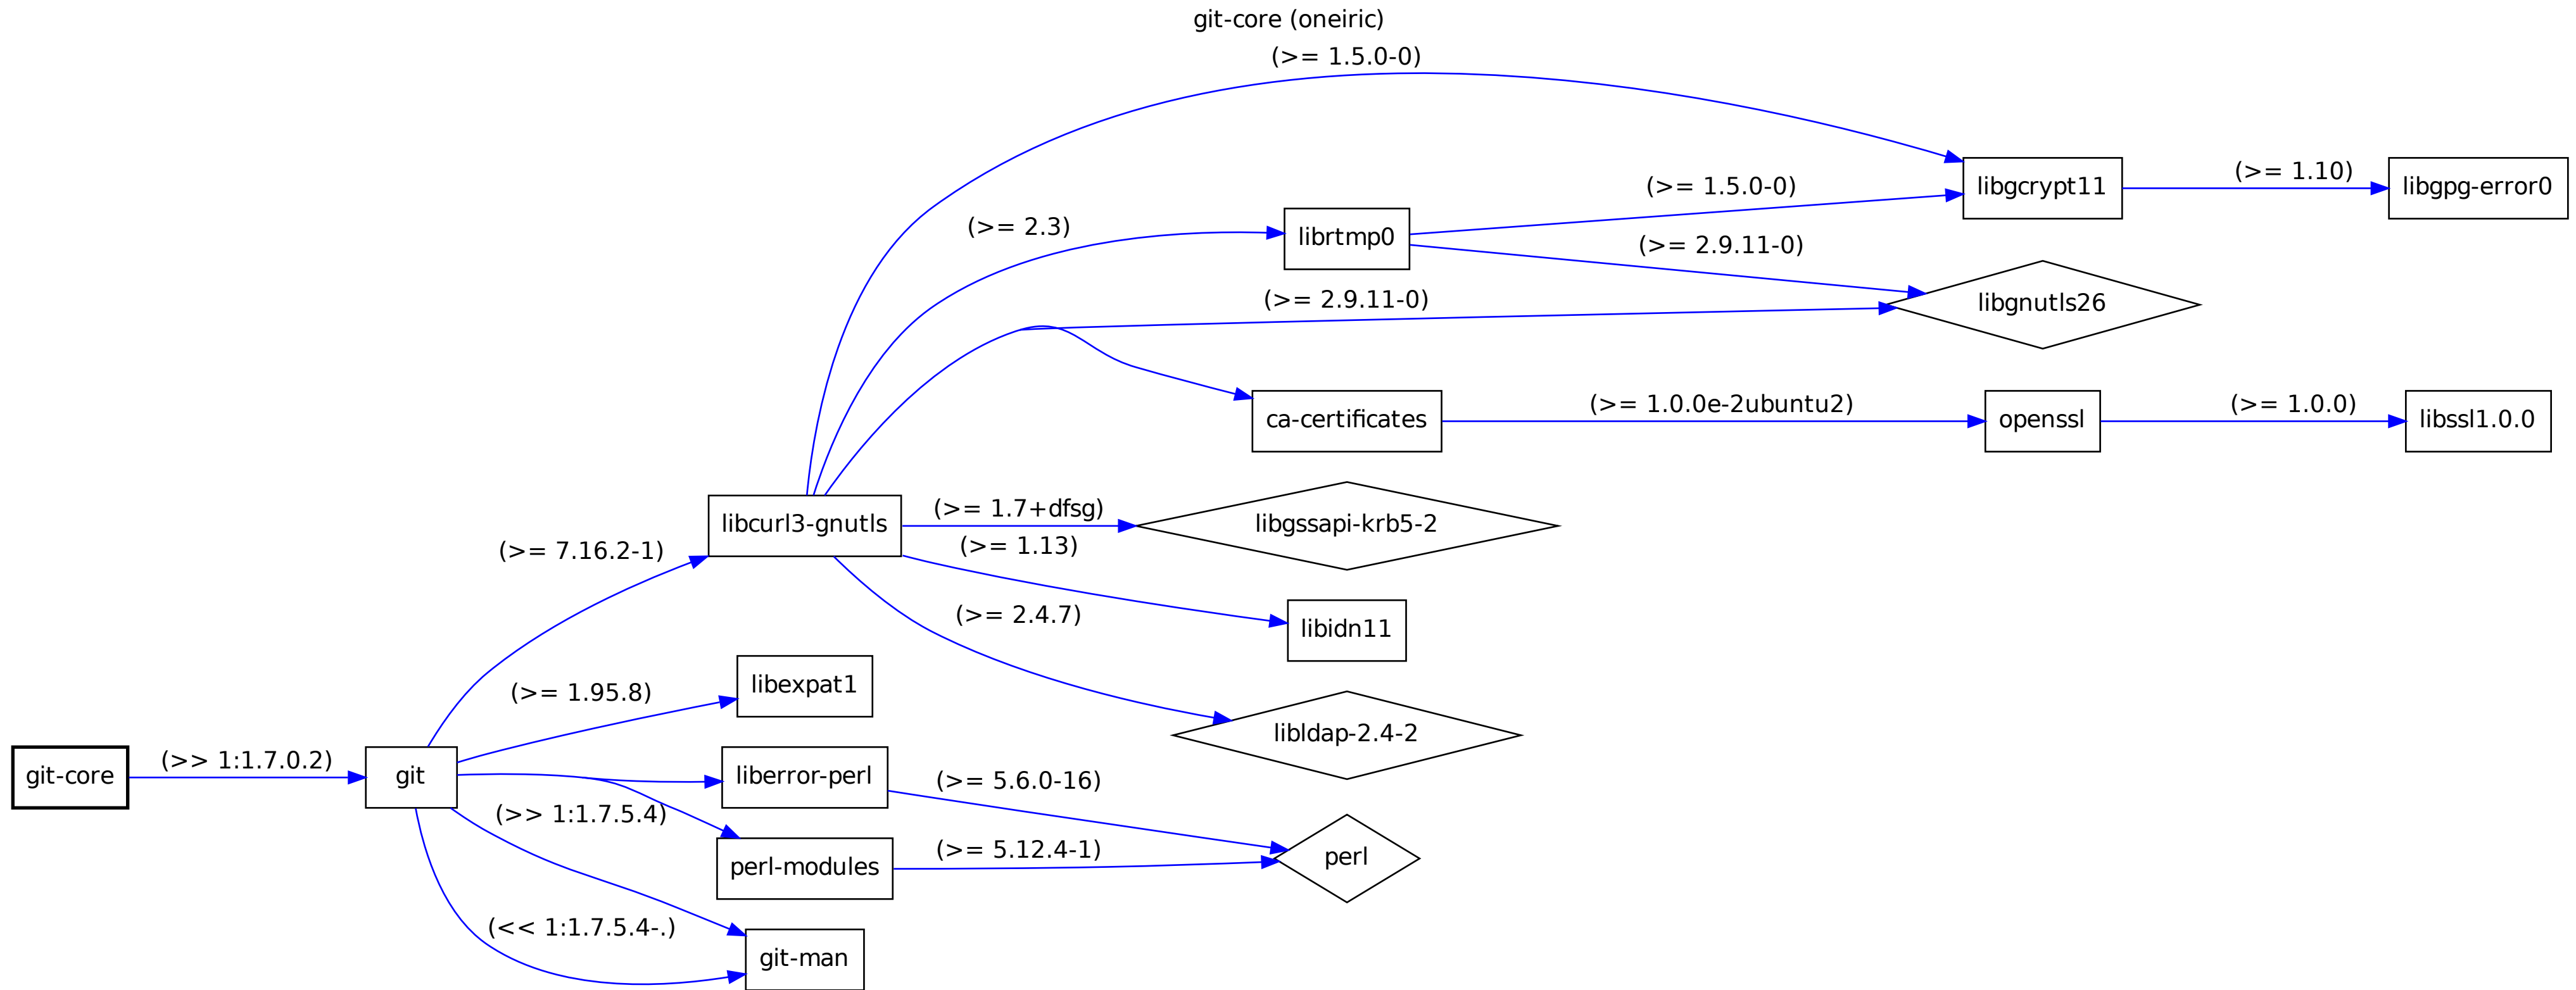 git-core (oneiric)
(>= 1.5.0-0)
libgcrypt11
(>= 1.10)
libgpg-error0
(>= 1.5.0-0)
(>= 2.3)
librtmp0
(>= 2.9.11-0)
(>= 2.9.11-0)
libgnutls26
ca-certificates
(>= 1.0.0e-2ubuntu2)
openssl
(>= 1.0.0)
libssl1.0.0
libcurl3-gnutls
(>= 1.7+dfsg)
libgssapi-krb5-2
(>= 7.16.2-1)
(>= 1.13)
libidn11
(>= 2.4.7)
libldap-2.4-2
(>= 1.95.8)
libexpat1
git-core
(>> 1:1.7.0.2)
git
liberror-perl
(>= 5.6.0-16)
(>> 1:1.7.5.4)
perl-modules
(>= 5.12.4-1)
perl
(<< 1:1.7.5.4-.)
git-man